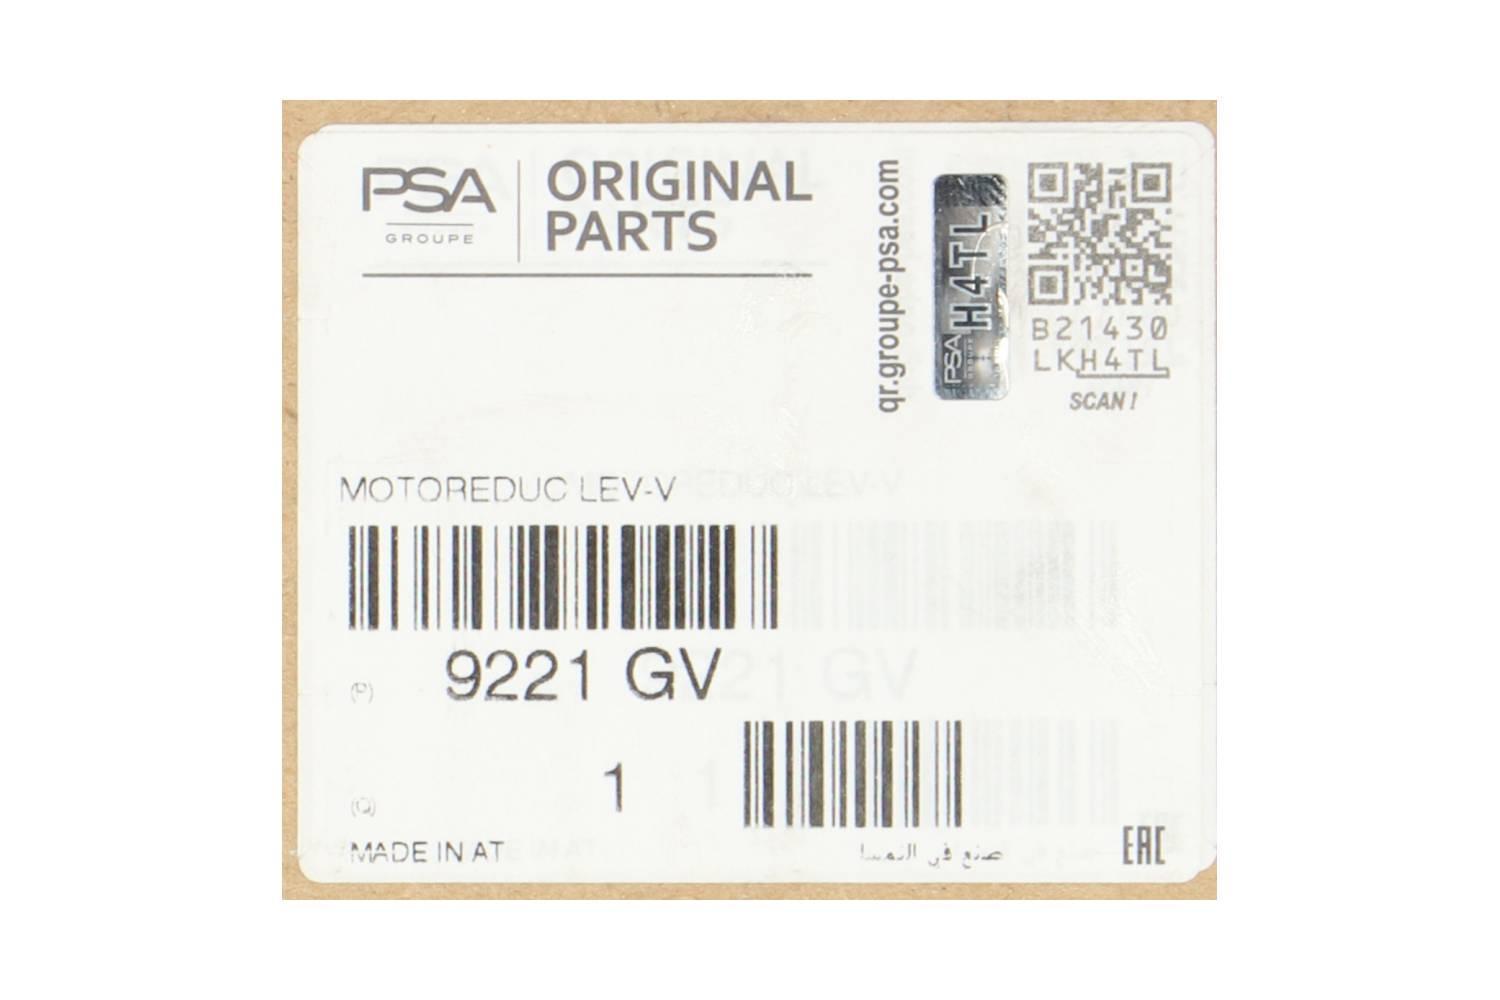 PSA
GROUPE
ORIGINAL
PARTS
qr.groupe-psa.com
H4TL
PSA
GROUPE
B21430
LKH4TL
SCAN !
MOTOREDUC LEV-V
(P)
9221 GV
(Q)
1
MADE IN AT
صنع في النمسا
EAC